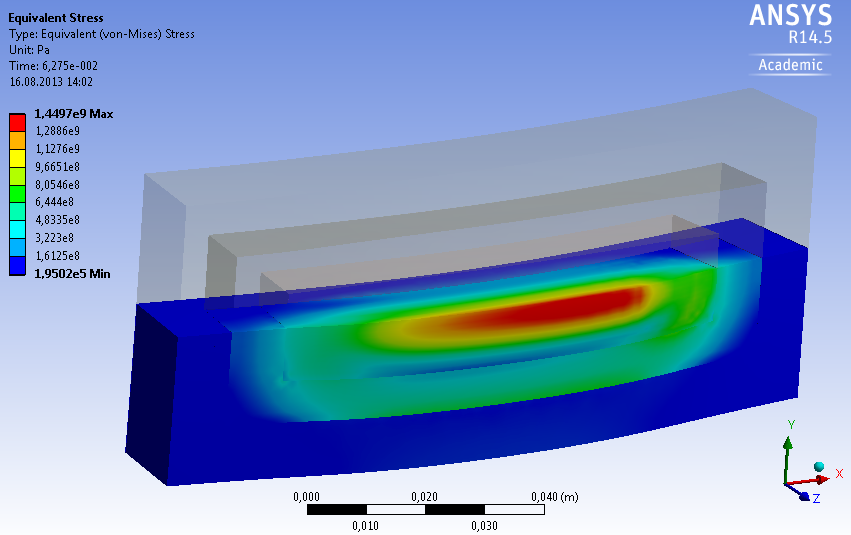 Equivalent Stress
Type: Equivalent (von-Mises) Stress
Unit: Pa
Time: 6,275e-002
16.08.2013 14:02
ANSYS
R14.5
Academic
1,4497e9 Max
1,2886e9
1,1276e9
9,6651e8
8,0546e8
6,444e8
4,8335e8
3,223e8
1,6125e8
1,9502e5 Min
0,000 0,020 0,040 (m)
0,010 0,030
Y
X
Z